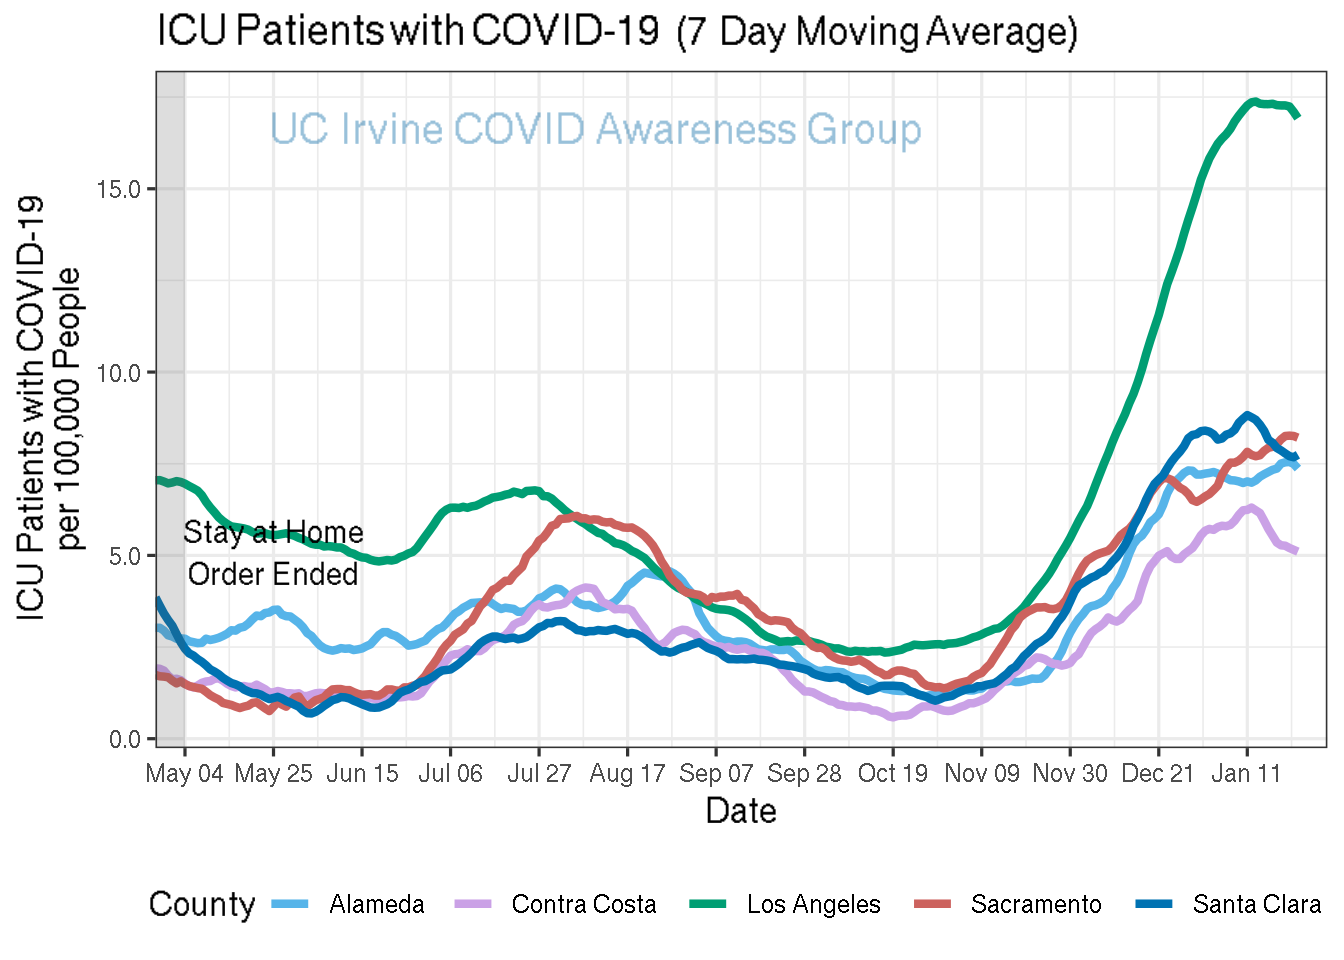 ICU Patients with COVID-19 (7 Day Moving Average)
UC Irvine COVID Awareness Group
ICU Patients with COVID-19
per 100,000 People
15.0
10.0
5.0
0.0
Stay at Home
Order Ended
May 04 May 25 Jun 15 Jul 06 Jul 27 Aug 17 Sep 07 Sep 28 Oct 19 Nov 09 Nov 30 Dec 21 Jan 11
Date
County Alameda Contra Costa Los Angeles Sacramento Santa Clara